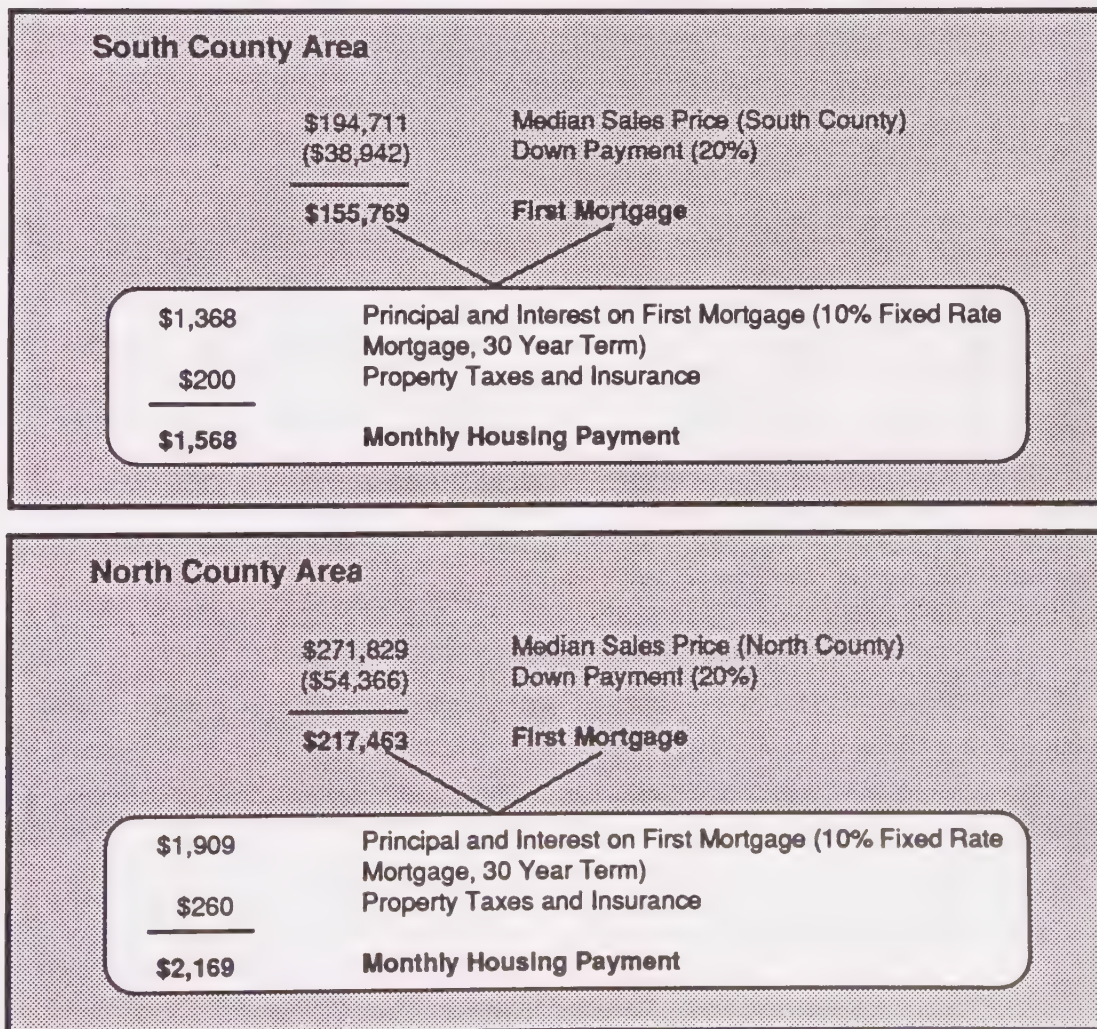 South County Area
$194,711 Median Sales Price (South County)
($38,942) Down Payment (20%)
$155,769 First Mortgage
$1,368 Principal and Interest on First Mortgage (10% Fixed Rate
Mortgage, 30 Year Term)
$200 Property Taxes and Insurance
$1,568 Monthly Housing Payment
North County Area
$271,829 Median Sales Price (North County)
($54,366) Down Payment (20%)
$217,463 First Mortgage
$1,909 Principal and Interest on First Mortgage (10% Fixed Rate
Mortgage, 30 Year Term)
$260 Property Taxes and Insurance
$2,169 Monthly Housing Payment